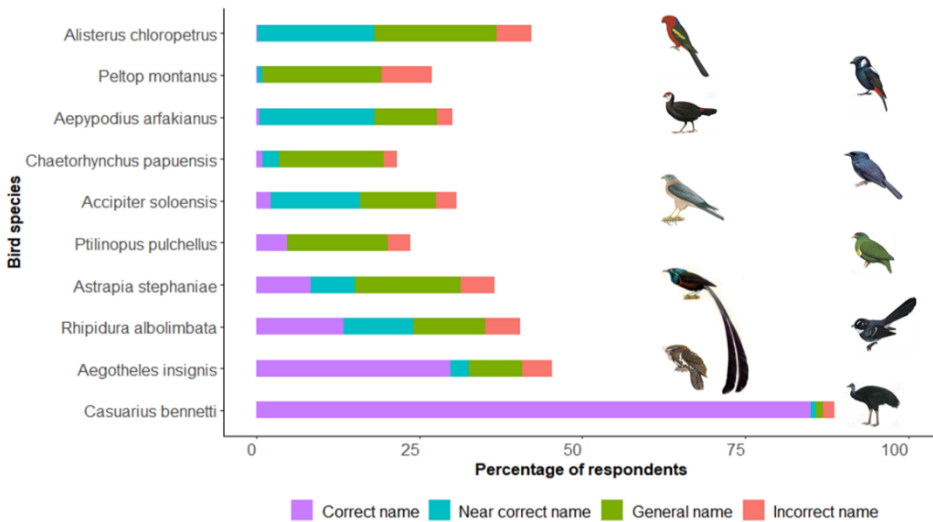 Alisterus chloropetrus
Peltop montanus
Aepypodius arfakianus
Chaetorhynchus papuensis
Accipiter soloensis
Ptilinopus pulchellus
Astrapia stephaniae
Rhipidura albolimbata
Aegotheles insignis
Casuarius bennetti
Bird species
0 25 50 75 100
Percentage of respondents
Correct name Near correct name General name Incorrect name